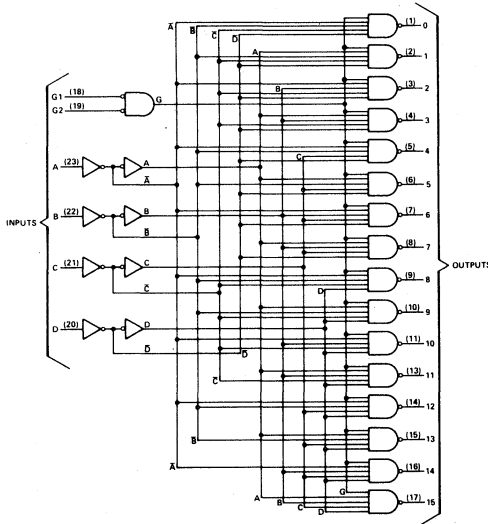 A̅ (1) 0
B̅
C̅ D̅
A (2) 1
(3) 2
B
G1 (18) G
G2 (19)
(4) 3
(5) 4
C
A (23) A
A̅
(6) 5
B (22) B (7) 6
INPUTS B̅
(8) 7
C (21) C
OUTPUTS
(9) 8
C̅ D
(10) 9
D (20) D
D̅ D̅ (11) 10
C̅ (13) 11
(14) 12
B̅ (15) 13
A̅ (16) 14
G
A B C D (17) 15